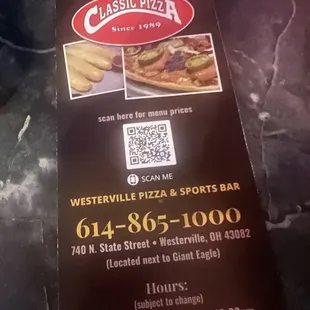 CLASSIC PIZZA
Since 1989
scan here for menu prices
SCAN ME
WESTERVILLE PIZZA & SPORTS BAR
614-865-1000
740 N. State Street • Westerville, OH 43082
(Located next to Giant Eagle)
Hours:
(subject to change)